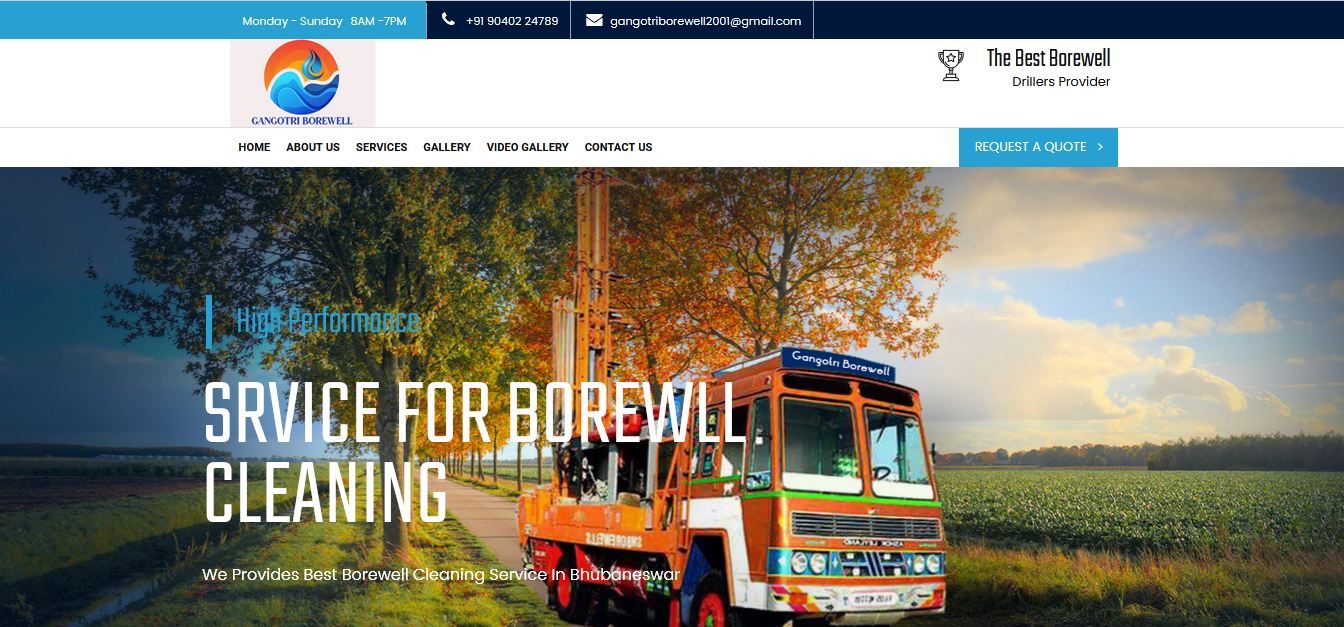 Monday - Sunday 8AM -7PM
+91 90402 24789
gangotriborewell2001@gmail.com
GANGOTRI BOREWELL
The Best Borewell
Drillers Provider
HOME ABOUT US SERVICES GALLERY VIDEO GALLERY CONTACT US
REQUEST A QUOTE
High Performance
Gangotri Borewell
SRVICE FOR BOREWLL
CLEANING
We Provides Best Borewell Cleaning Service In Bhubaneswar
ASHOK LEYLAND